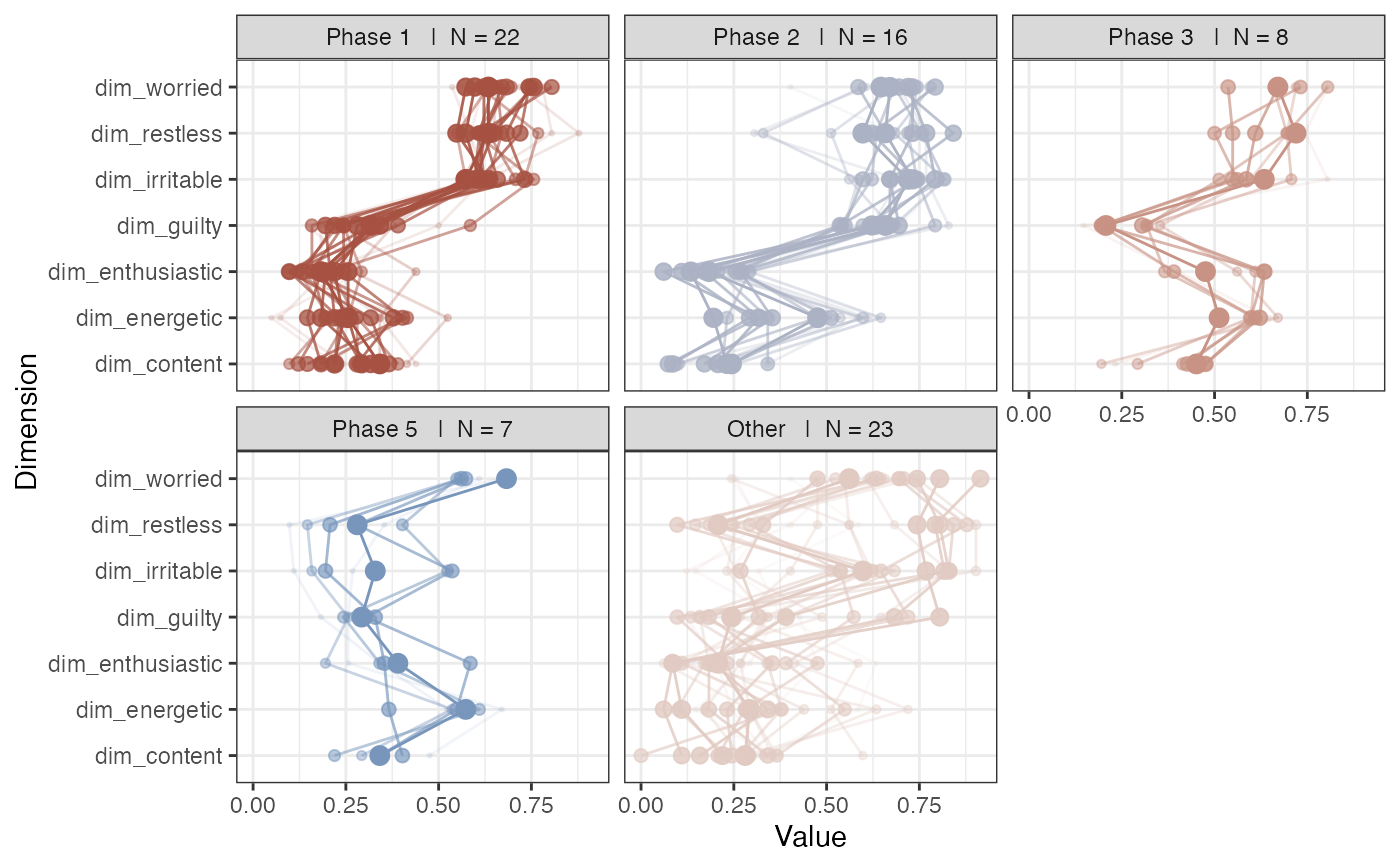 Phase 1 | N = 22
Phase 2 | N = 16
Phase 3 | N = 8
dim_worried
dim_restless
dim_irritable
dim_guilty
dim_enthusiastic
dim_energetic
dim_content
0.00 0.25 0.50 0.75
Phase 5 | N = 7
Other | N = 23
dim_worried
dim_restless
dim_irritable
dim_guilty
dim_enthusiastic
dim_energetic
dim_content
0.00 0.25 0.50 0.75
0.00 0.25 0.50 0.75
Value
Dimension